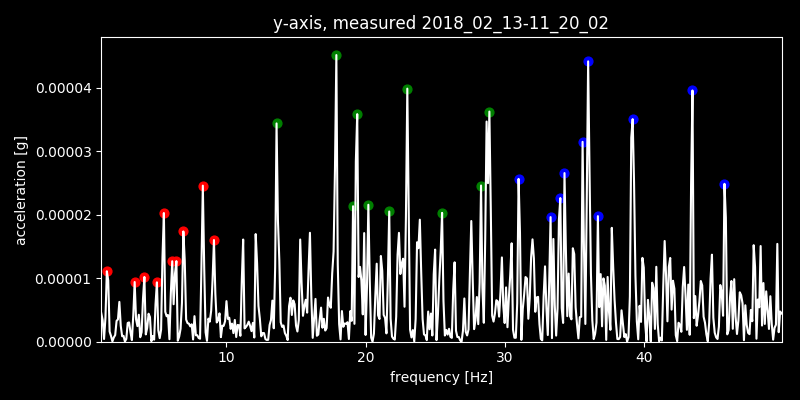 y-axis, measured 2018_02_13-11_20_02
acceleration [g]
0.00004
0.00003
0.00002
0.00001
0.00000
10 20 30 40
frequency [Hz]